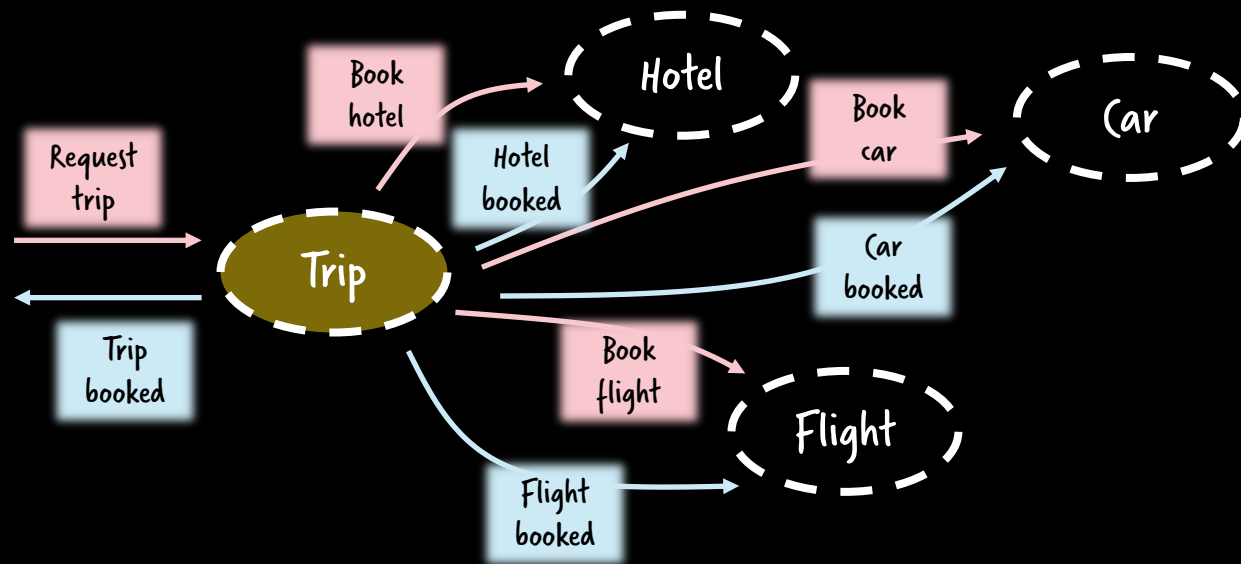 Book
hotel
Hotel
Book
car
Car
Request
trip
Hotel
booked
Trip
Car
booked
Trip
booked
Book
flight
Flight
Flight
booked